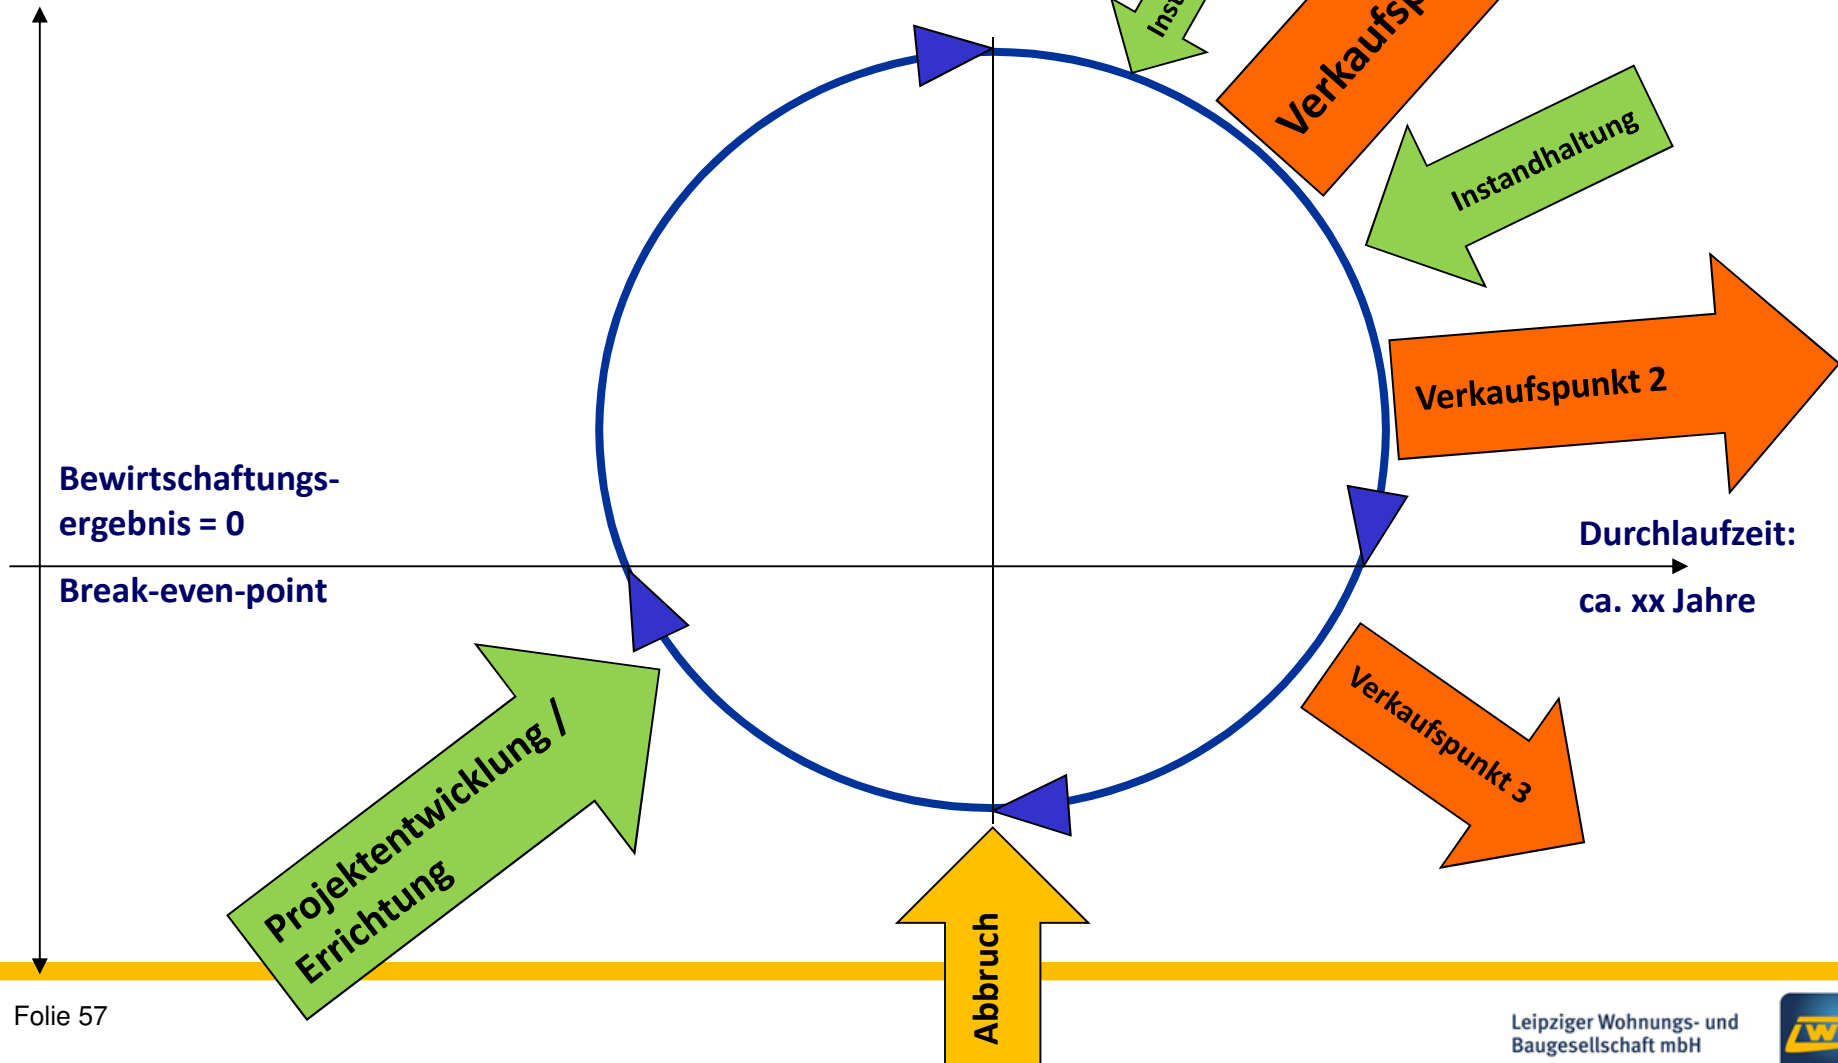 Instandhaltung
Verkaufspunkt 2
Bewirtschaftungs-
ergebnis = 0
Durchlaufzeit:
Break-even-point
ca. xx Jahre
Verkaufspunkt 3
Projektentwicklung /
Errichtung
Abbruch
Folie 57
Leipziger Wohnungs- und
Baugesellschaft mbH